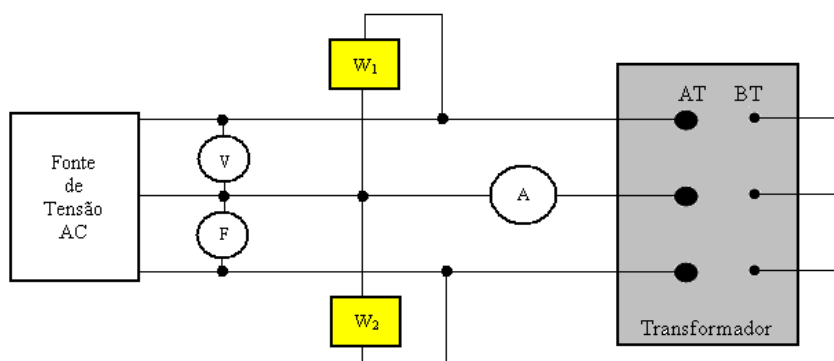 W₁
AT BT
Fonte
de
Tensão
AC
V
A
F
W₂
Transformador